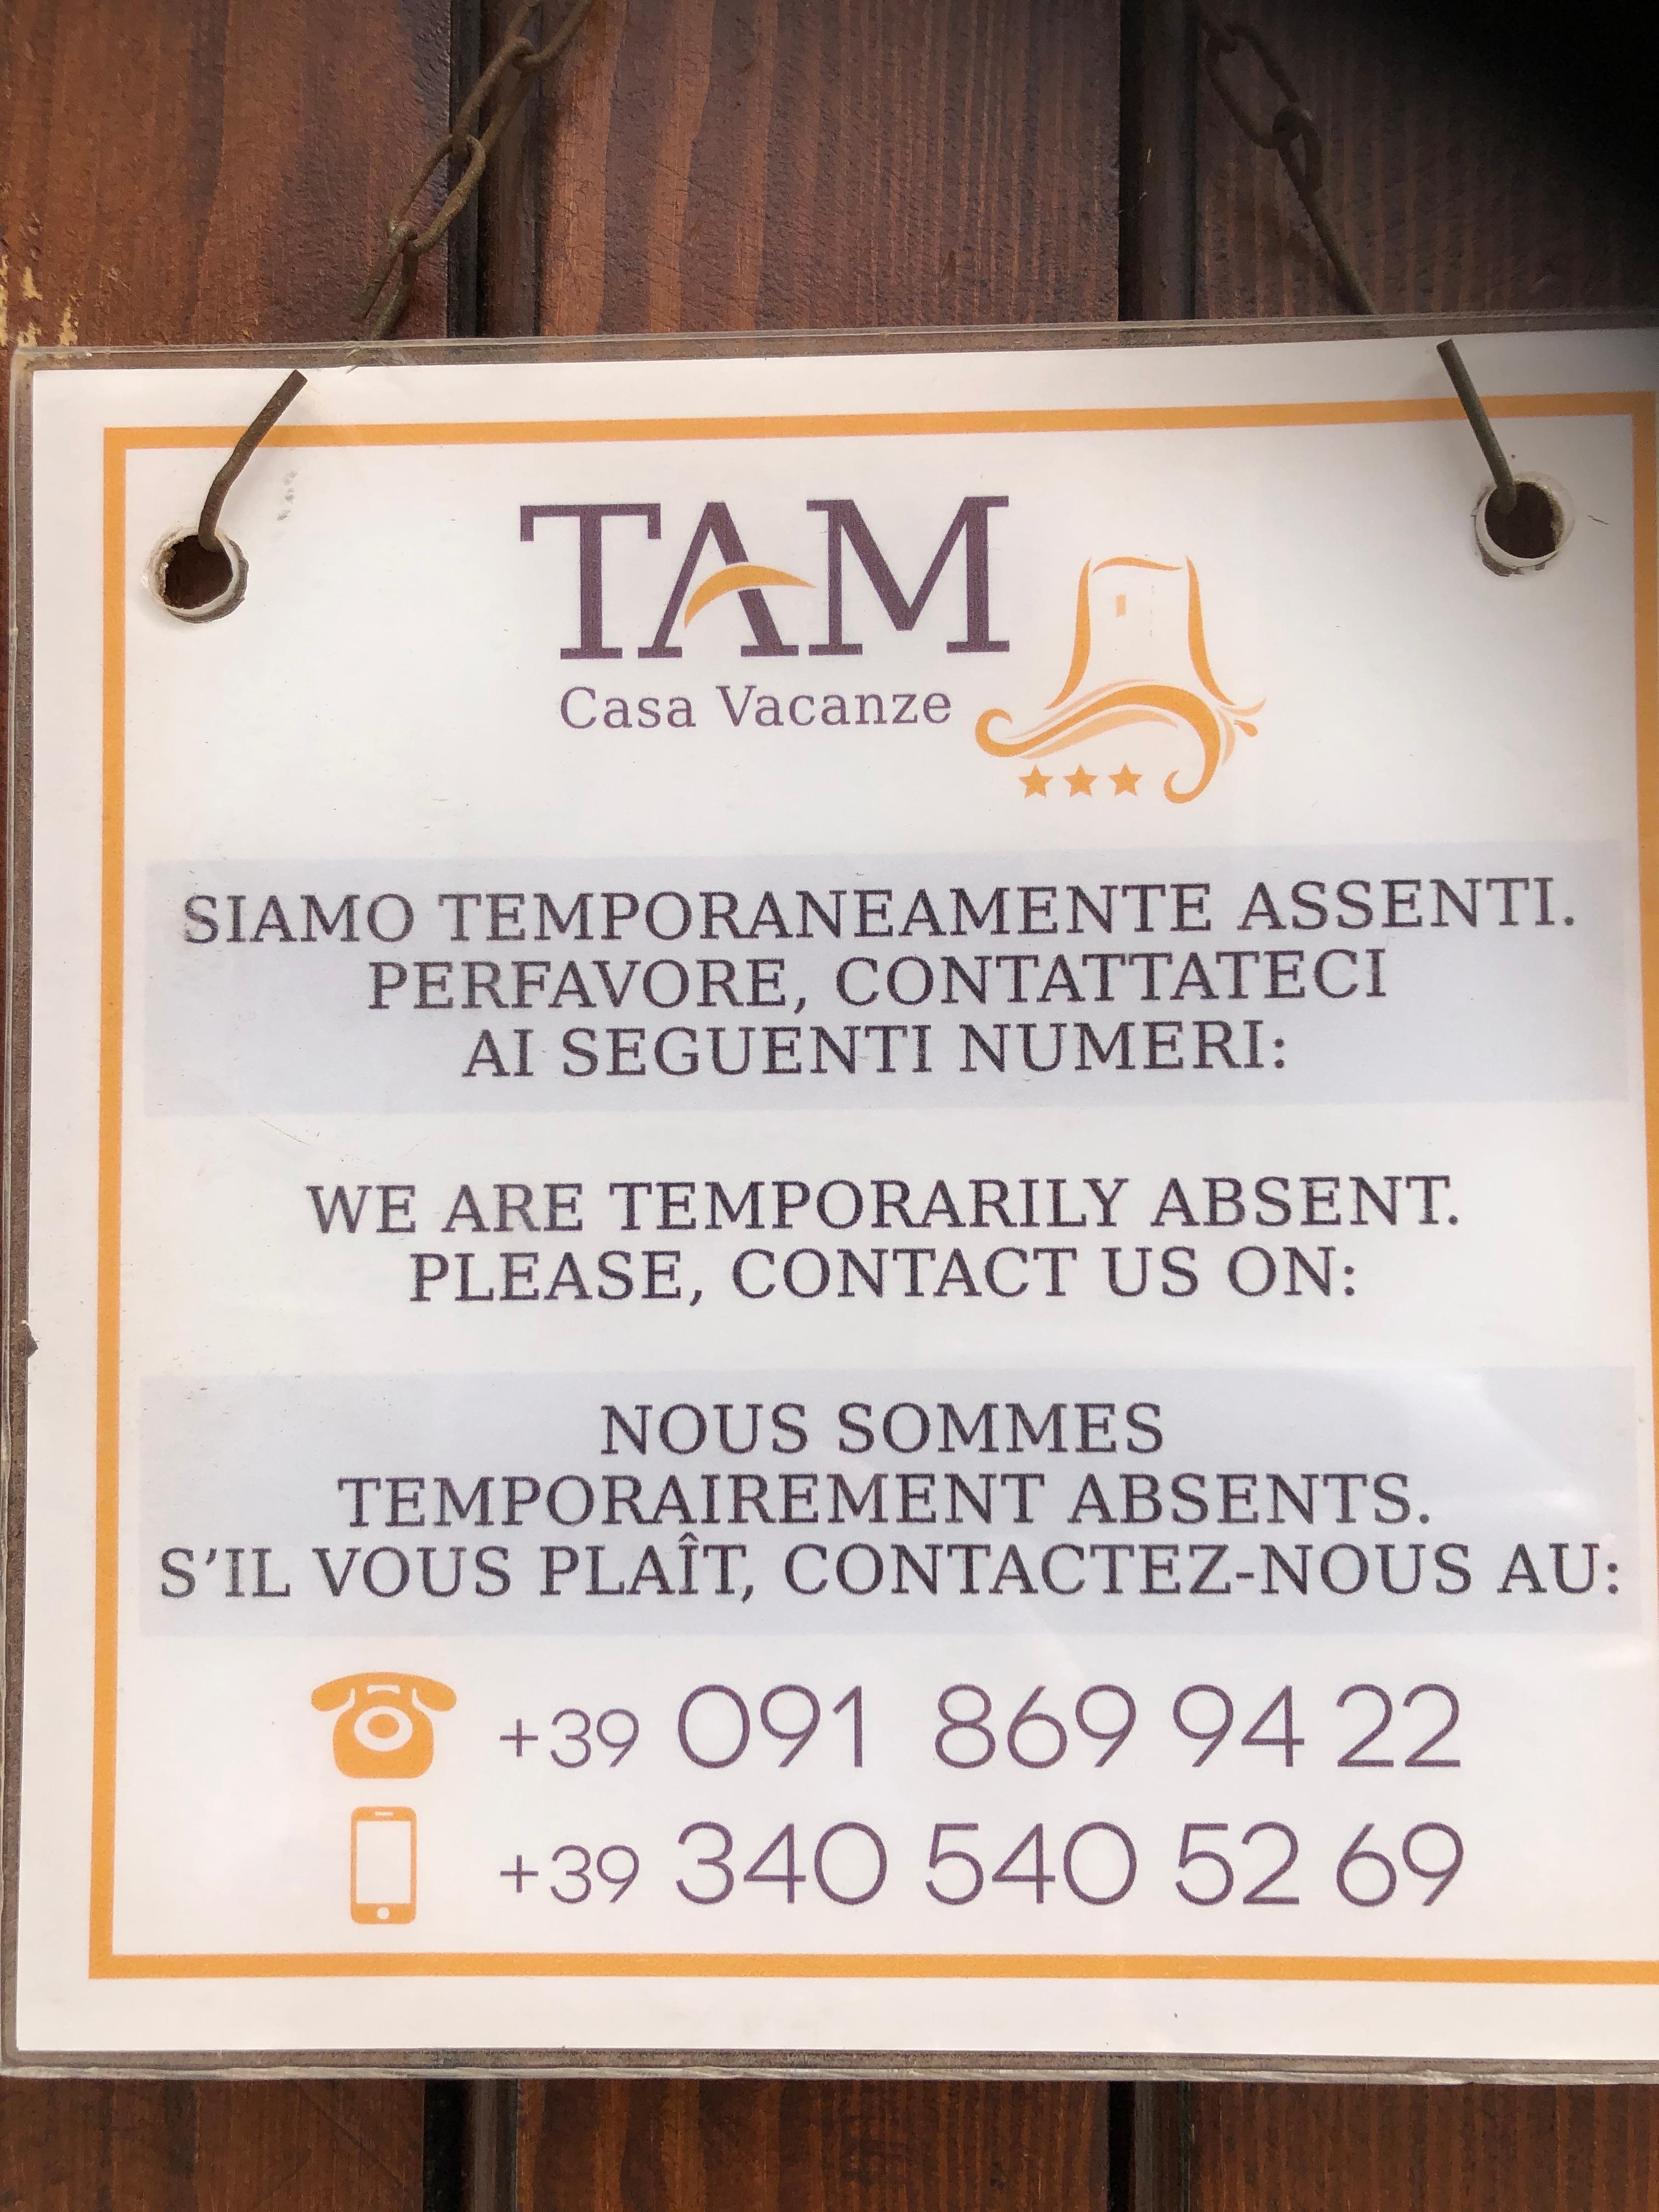 TAM
Casa Vacanze
SIAMO TEMPORANEAMENTE ASSENTI.
PERFAVORE, CONTATTATECI
AI SEGUENTI NUMERI:
WE ARE TEMPORARILY ABSENT.
PLEASE, CONTACT US ON:
NOUS SOMMES
TEMPORAIREMENT ABSENTS.
S'IL VOUS PLAÎT, CONTACTEZ-NOUS AU:
+39 091 869 94 22
+39 340 540 52 69